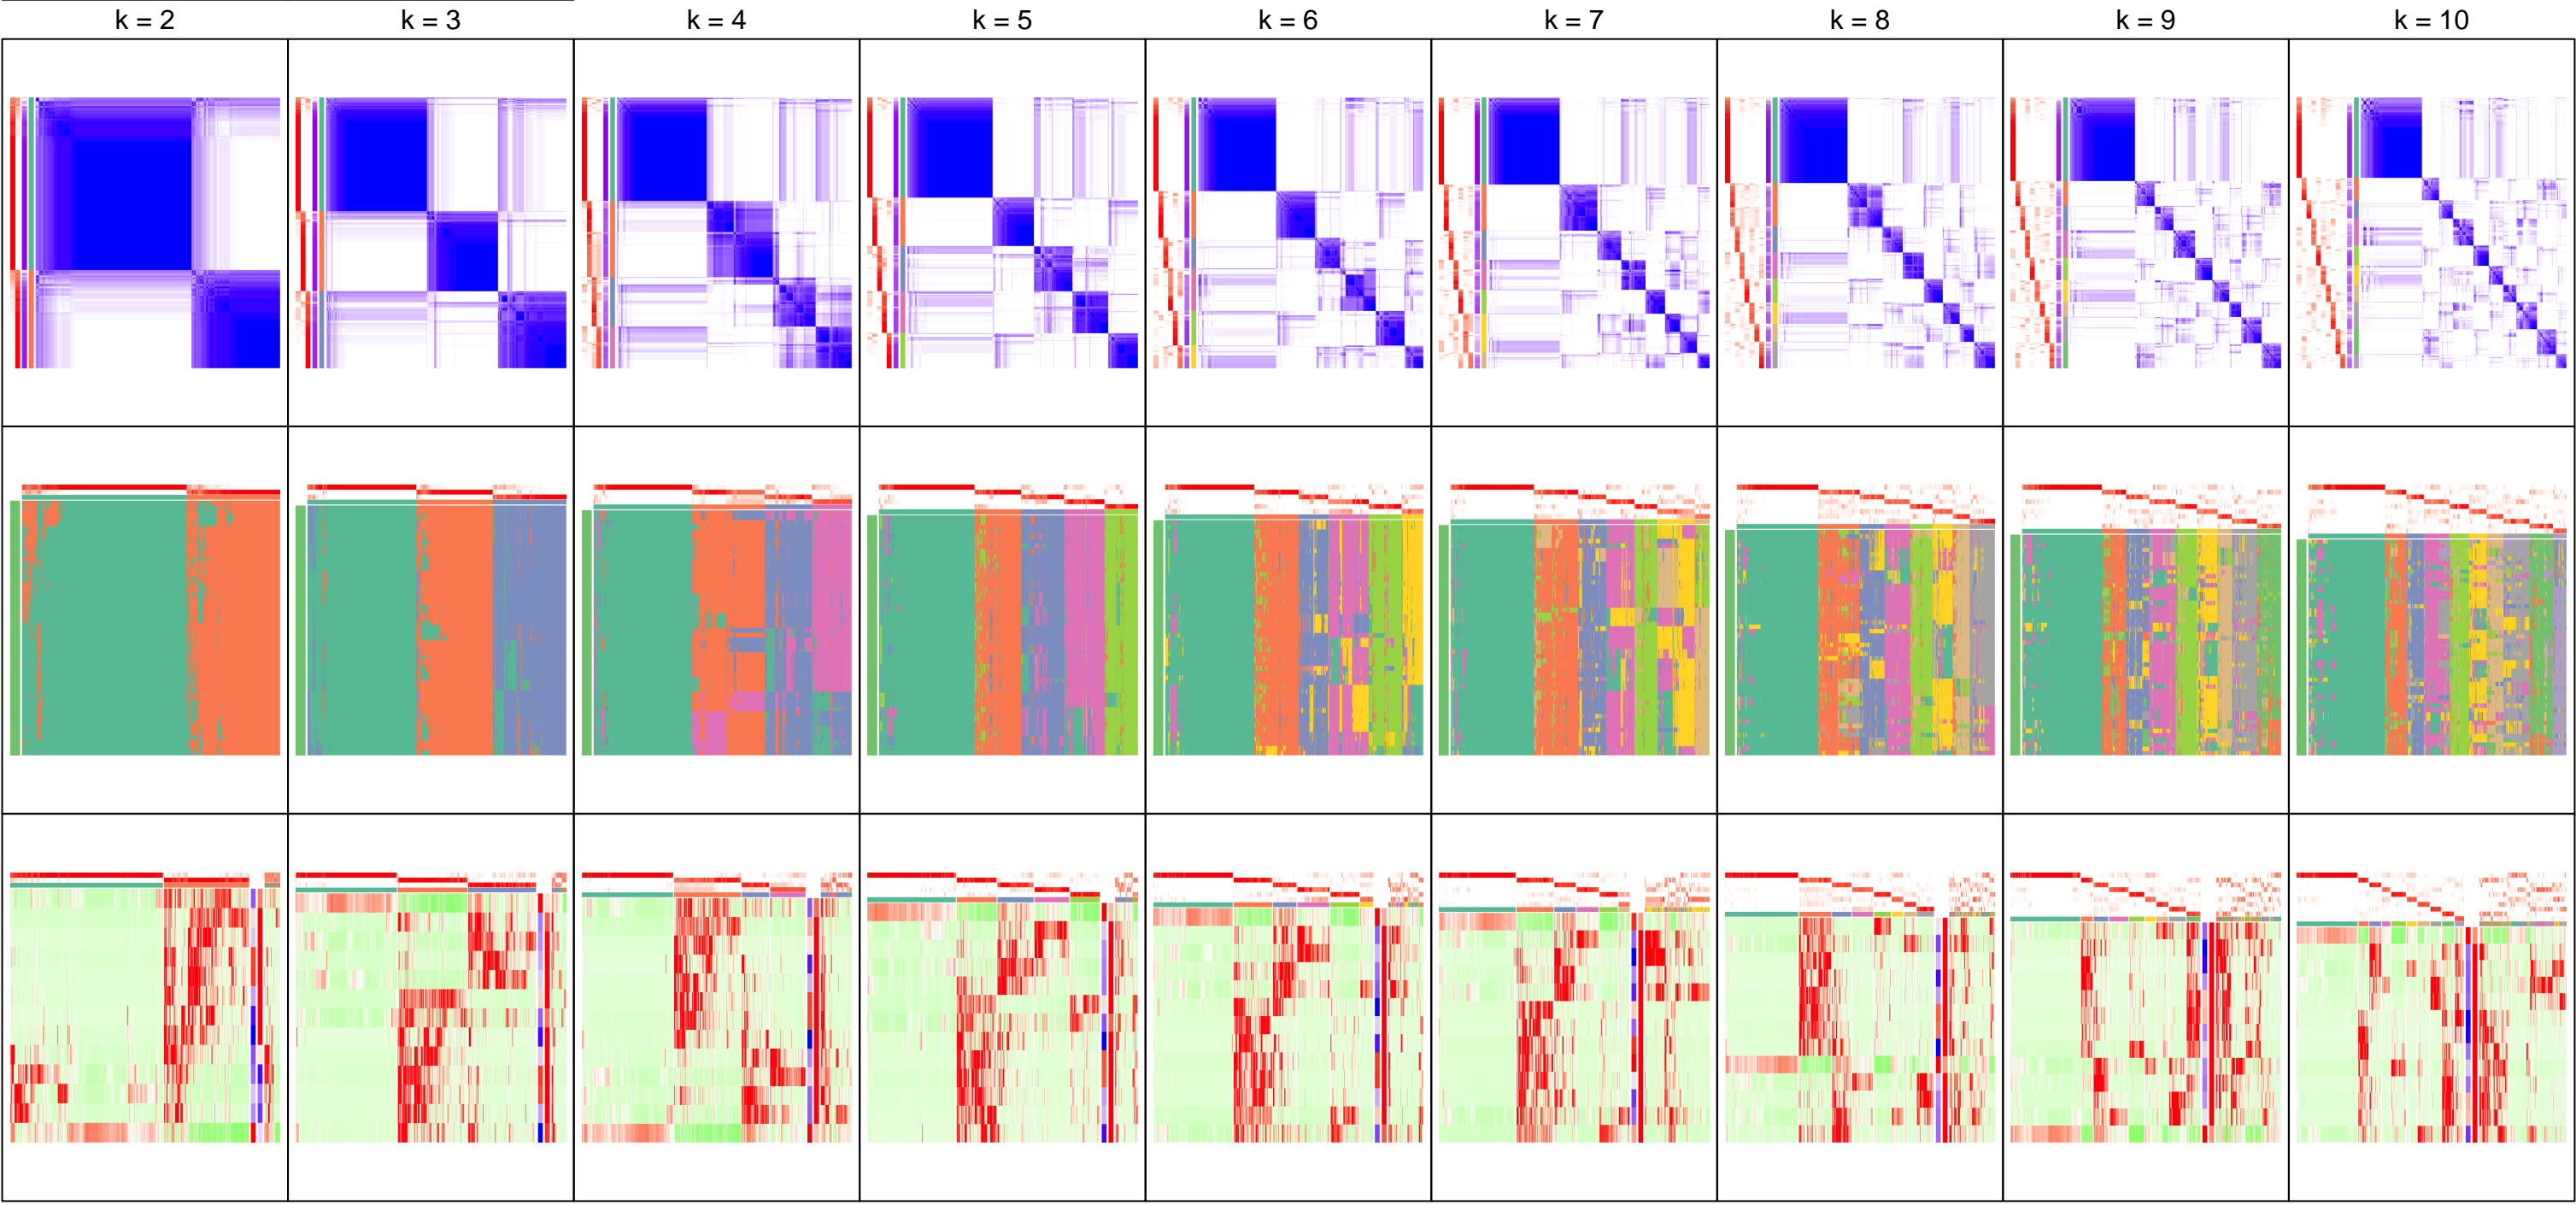 k = 2 k = 3 k = 4 k = 5 k = 6 k = 7 k = 8 k = 9 k = 10